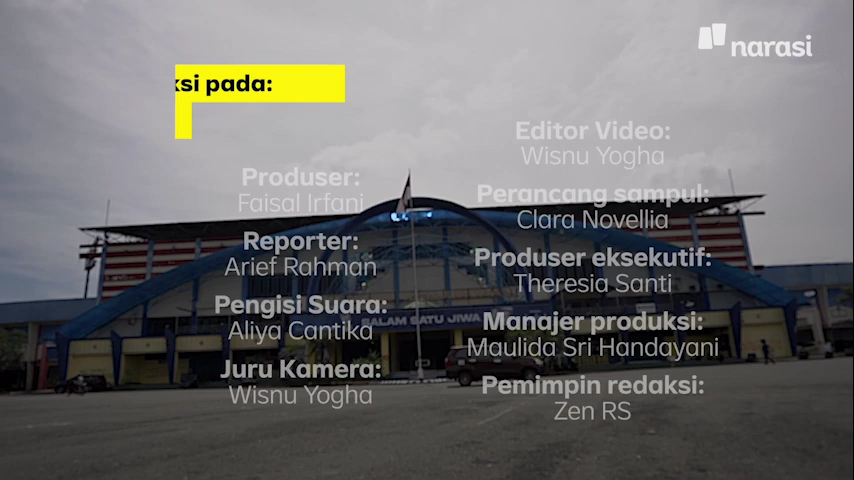 narasi
ksi pada:
Produser:
Faisal Irfani
Reporter:
Arief Rahman
Pengisi Suara:
Aliya Cantika
Juru Kamera:
Wisnu Yogha
Editor Video:
Wisnu Yogha
Perancang sampul:
Clara Novellia
Produser eksekutif:
Theresia Santi
Manajer produksi:
Maulida Sri Handayani
Pemimpin redaksi:
Zen RS
SALAM SATU JIWA